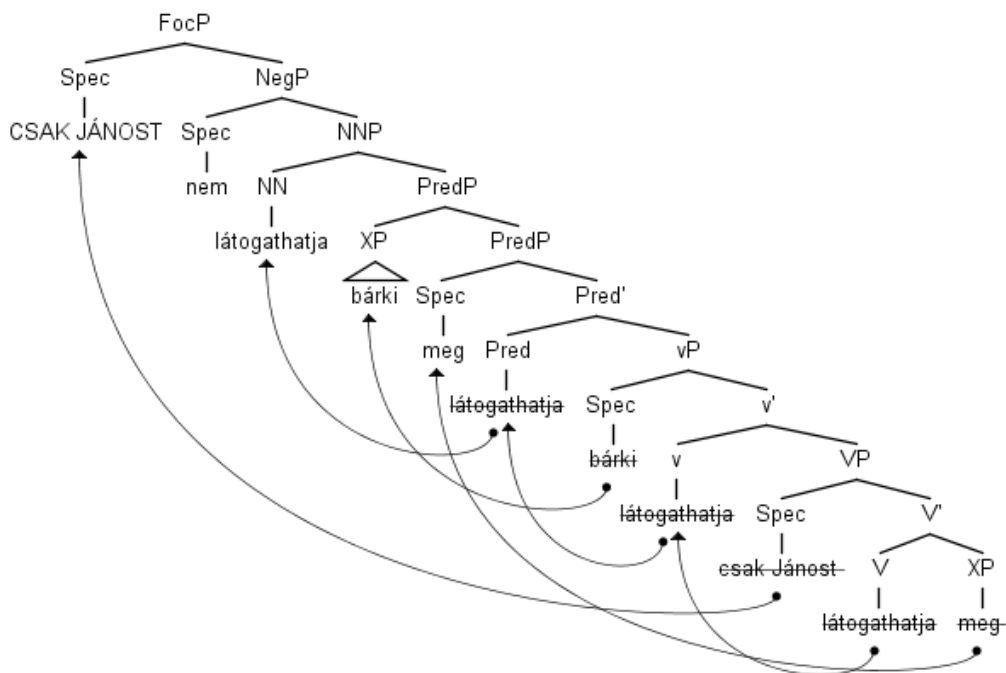 FocP
Spec NegP
CSAK JÁNOST Spec NNP
nem NN PredP
látogathatja XP PredP
bárki Spec Pred'
meg Pred vP
látogathatja Spec v'
bárki v VP
látogathatja Spec V'
csak Jánost V XP
látogathatja meg